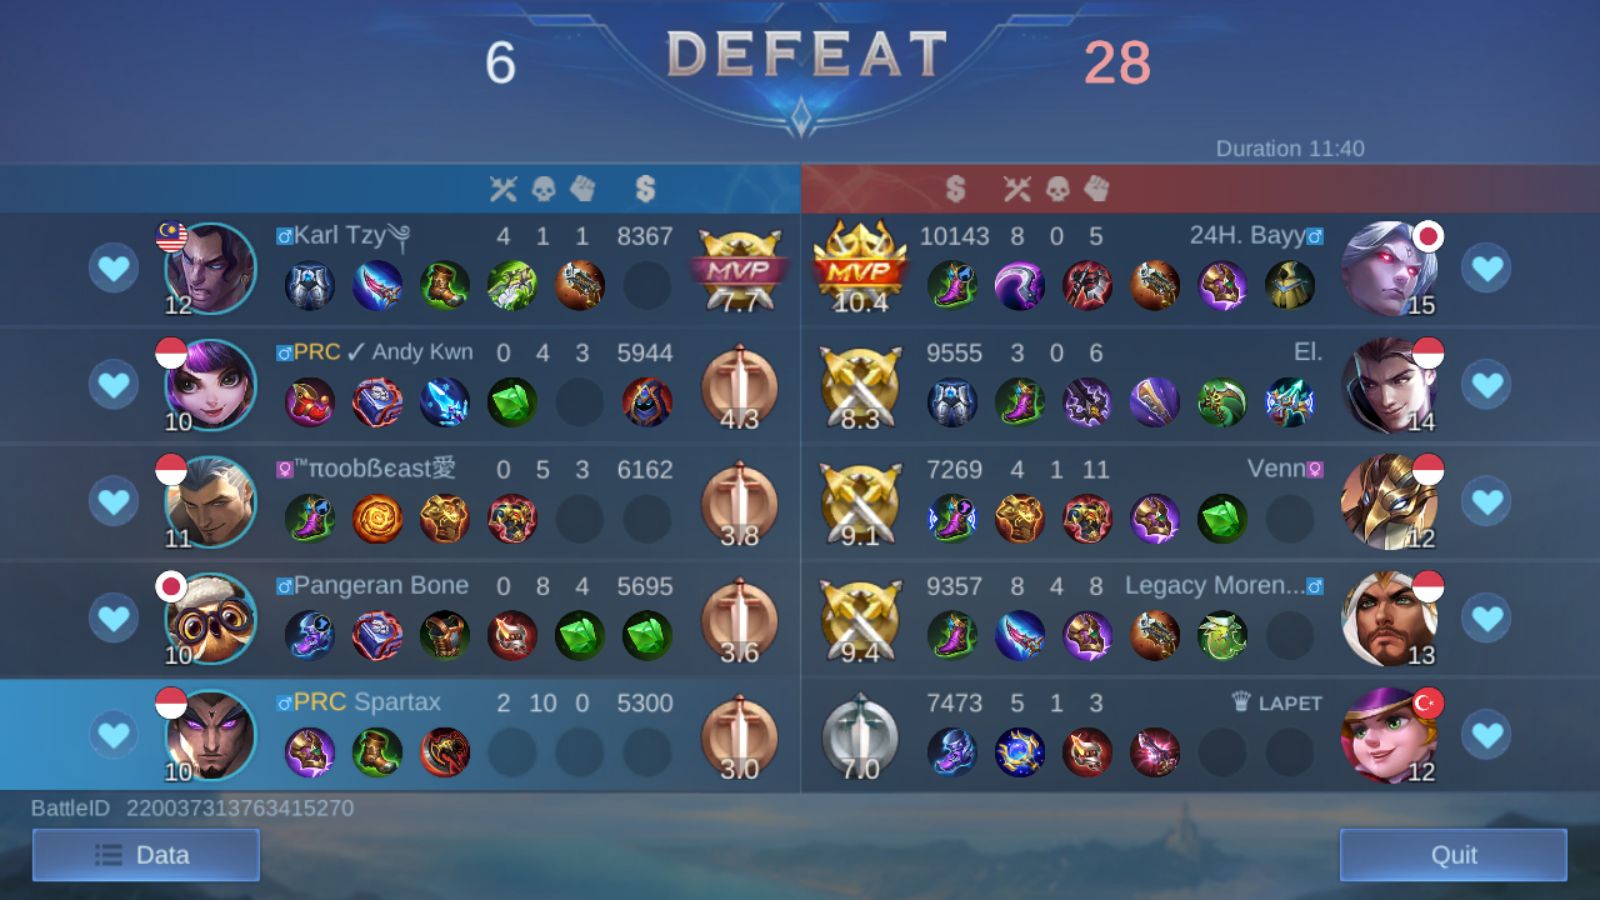 6 DEFEAT 28
Duration 11:40
Karl Tzy 4 1 1 8367 MVP 7.7
12
MVP 10.4 10143 8 0 5 24H. Bayy
15
PRC ✓ Andy Kwn 0 4 3 5944 4.3
10
8.3 9555 3 0 6 El.
14
™πoobßєast愛 0 5 3 6162 3.8
11
9.1 7269 4 1 11 Venn
12
Pangeran Bone 0 8 4 5695 3.6
10
9.4 9357 8 4 8 Legacy Moren...
13
PRC Spartax 2 10 0 5300 3.0
10
7.0 7473 5 1 3 ♛ LAPET
12
BattleID 220037313763415270
Data
Quit